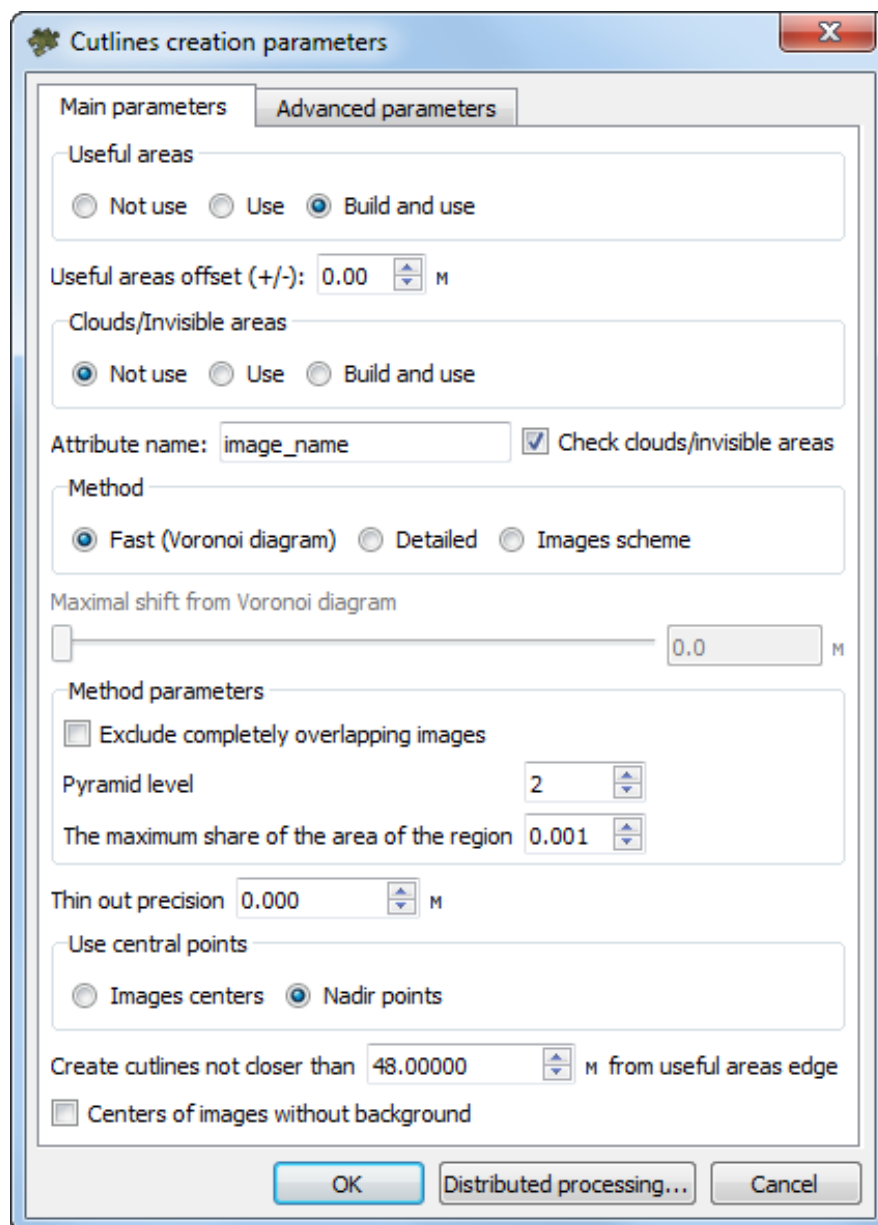 Cutlines creation parameters
Main parameters Advanced parameters
Useful areas
Not use Use Build and use
Useful areas offset (+/-): 0.00 м
Clouds/Invisible areas
Not use Use Build and use
Attribute name: image_name Check clouds/invisible areas
Method
Fast (Voronoi diagram) Detailed Images scheme
Maximal shift from Voronoi diagram
0.0 м
Method parameters
Exclude completely overlapping images
Pyramid level 2
The maximum share of the area of the region 0.001
Thin out precision 0.000 м
Use central points
Images centers Nadir points
Create cutlines not closer than 48.00000 м from useful areas edge
Centers of images without background
OK Distributed processing... Cancel